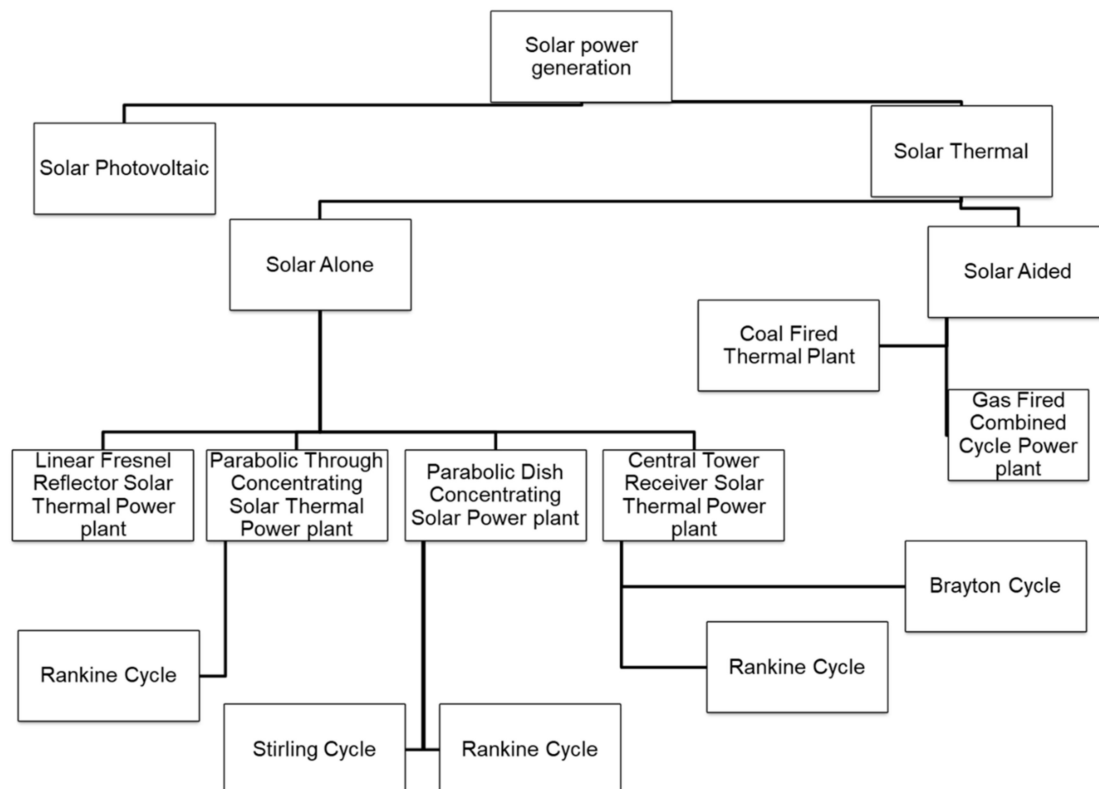 Solar power
generation
Solar Photovoltaic
Solar Thermal
Solar Alone
Solar Aided
Coal Fired
Thermal Plant
Gas Fired
Combined
Cycle Power
plant
Linear Fresnel
Reflector Solar
Thermal Power
plant
Parabolic Through
Concentrating
Solar Thermal
Power plant
Parabolic Dish
Concentrating
Solar Power plant
Central Tower
Receiver Solar
Thermal Power
plant
Brayton Cycle
Rankine Cycle
Rankine Cycle
Stirling Cycle
Rankine Cycle